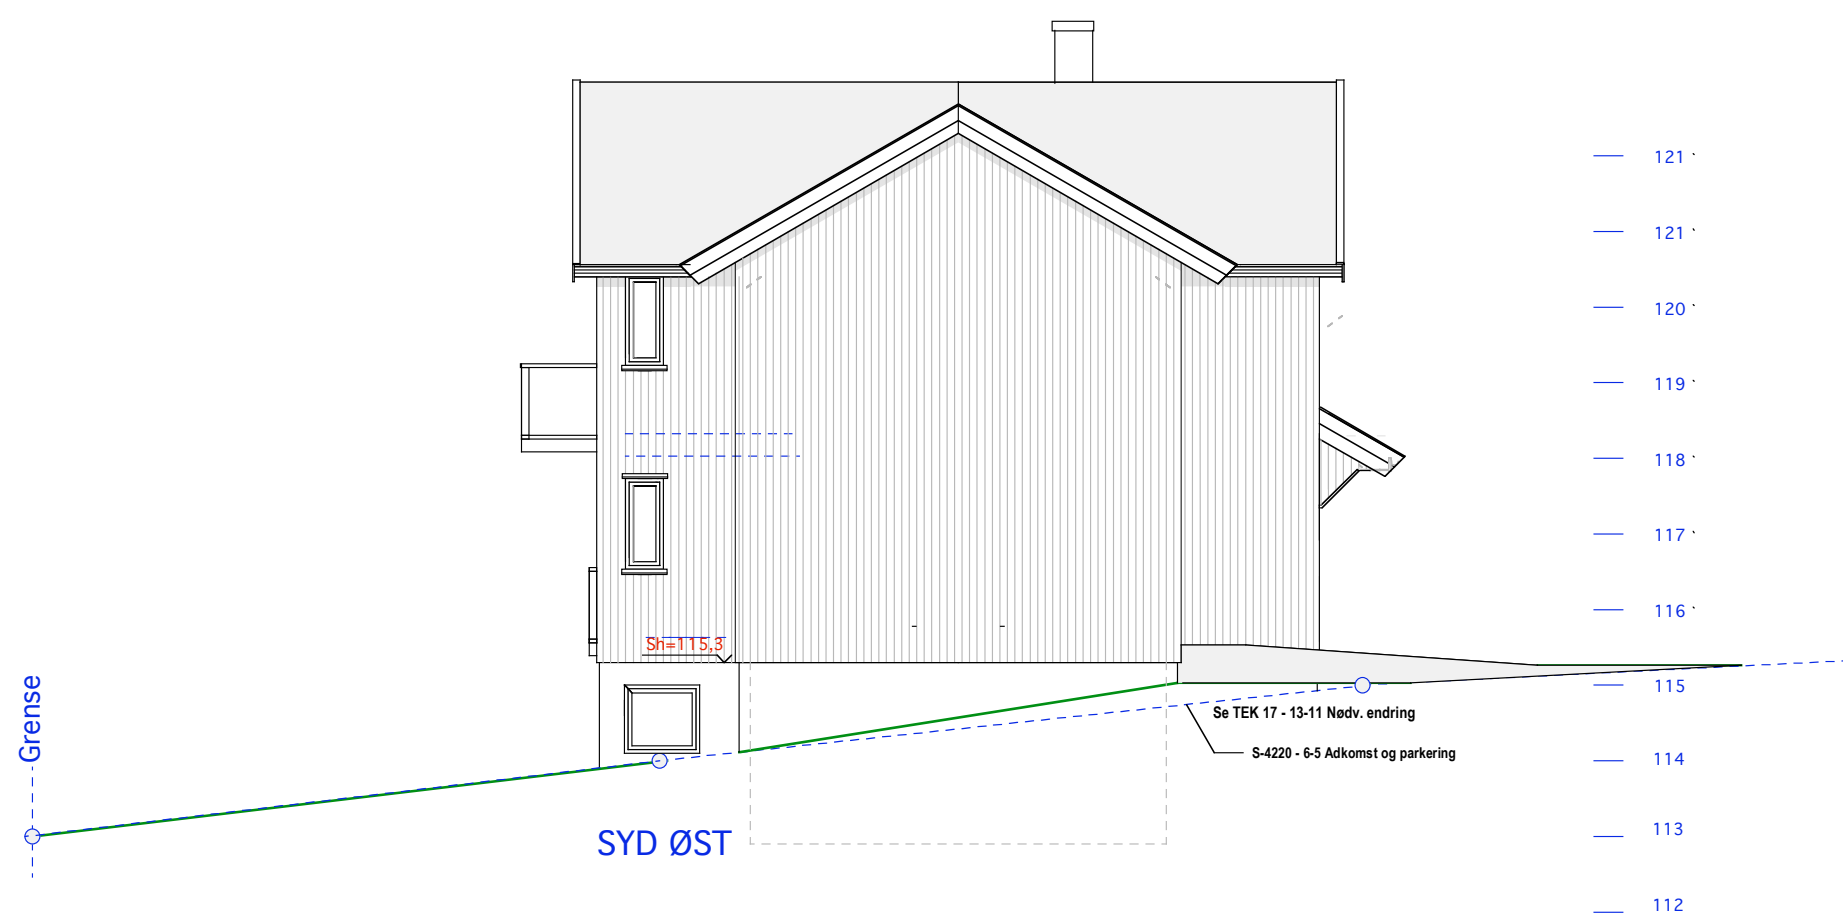 121 `
121 `
120 `
119 `
118 `
117 `
116 `
Sh=115,3
115
Grense
Se TEK 17 - 13-11 Nødv. endring
S-4220 - 6-5 Adkomst og parkering
114
SYD ØST
113
112